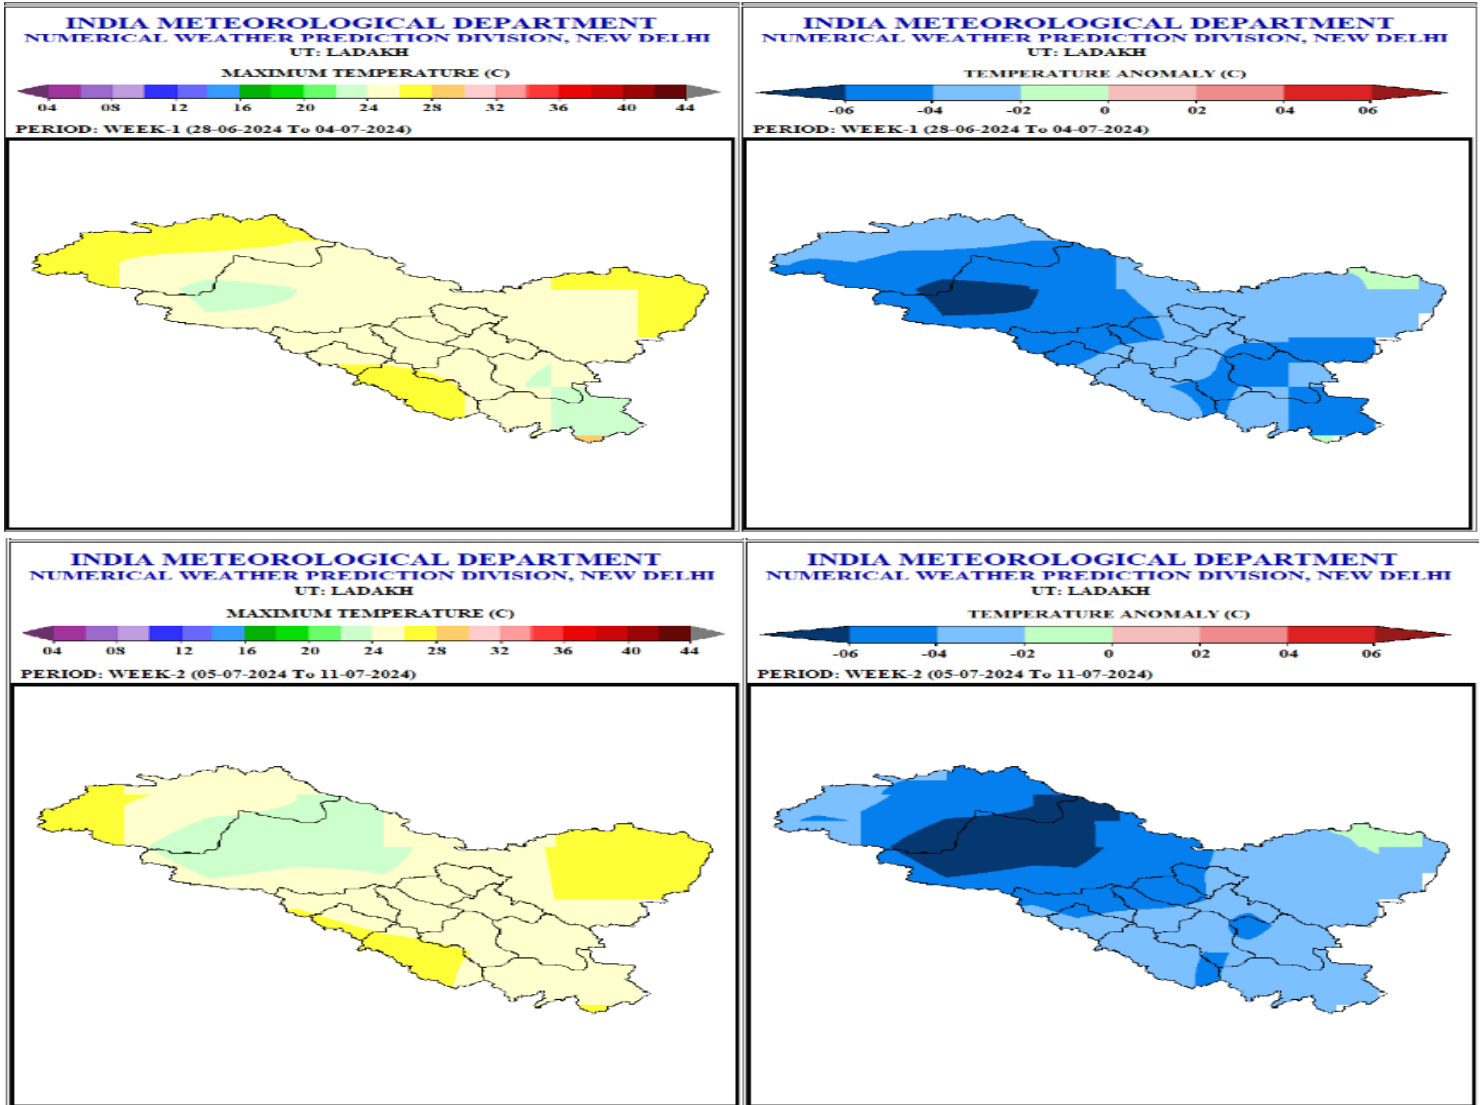 INDIA METEOROLOGICAL DEPARTMENT
NUMERICAL WEATHER PREDICTION DIVISION, NEW DELHI
UT: LADAKH
MAXIMUM TEMPERATURE (C)
04 08 12 16 20 24 28 32 36 40 44
PERIOD: WEEK-1 (28-06-2024 To 04-07-2024)
INDIA METEOROLOGICAL DEPARTMENT
NUMERICAL WEATHER PREDICTION DIVISION, NEW DELHI
UT: LADAKH
TEMPERATURE ANOMALY (C)
-06 -04 -02 0 02 04 06
PERIOD: WEEK-1 (28-06-2024 To 04-07-2024)
INDIA METEOROLOGICAL DEPARTMENT
NUMERICAL WEATHER PREDICTION DIVISION, NEW DELHI
UT: LADAKH
MAXIMUM TEMPERATURE (C)
04 08 12 16 20 24 28 32 36 40 44
PERIOD: WEEK-2 (05-07-2024 To 11-07-2024)
INDIA METEOROLOGICAL DEPARTMENT
NUMERICAL WEATHER PREDICTION DIVISION, NEW DELHI
UT: LADAKH
TEMPERATURE ANOMALY (C)
-06 -04 -02 0 02 04 06
PERIOD: WEEK-2 (05-07-2024 To 11-07-2024)